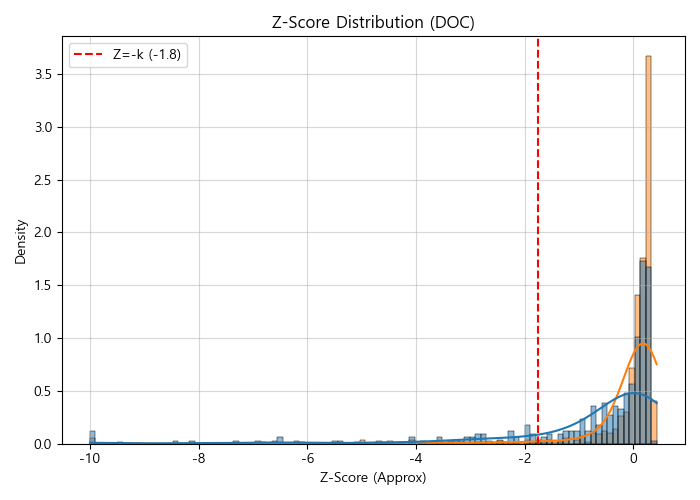 Z-Score Distribution (DOC)
Z=-k (-1.8)
3.5
3.0
2.5
2.0
1.5
1.0
0.5
0.0
Density
-10 -8 -6 -4 -2 0
Z-Score (Approx)